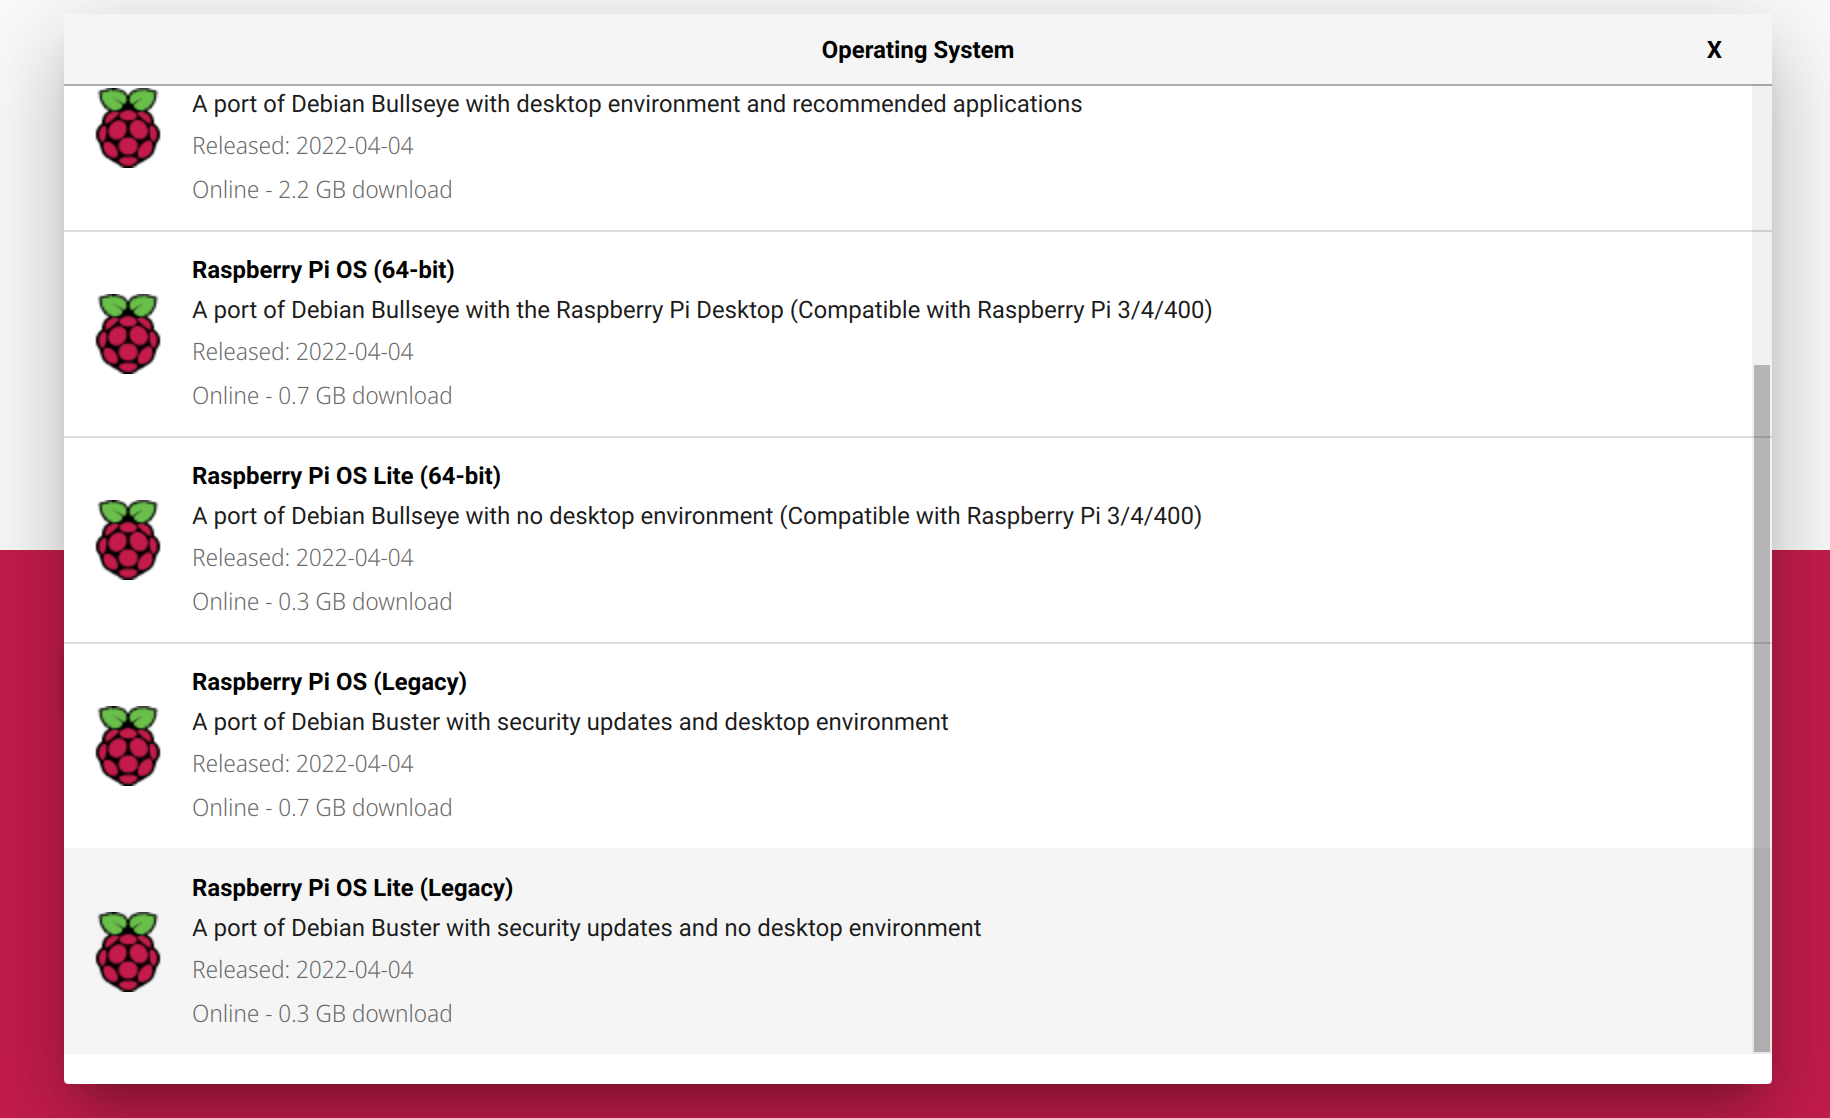 Operating System
X
A port of Debian Bullseye with desktop environment and recommended applications
Released: 2022-04-04
Online - 2.2 GB download
Raspberry Pi OS (64-bit)
A port of Debian Bullseye with the Raspberry Pi Desktop (Compatible with Raspberry Pi 3/4/400)
Released: 2022-04-04
Online - 0.7 GB download
Raspberry Pi OS Lite (64-bit)
A port of Debian Bullseye with no desktop environment (Compatible with Raspberry Pi 3/4/400)
Released: 2022-04-04
Online - 0.3 GB download
Raspberry Pi OS (Legacy)
A port of Debian Buster with security updates and desktop environment
Released: 2022-04-04
Online - 0.7 GB download
Raspberry Pi OS Lite (Legacy)
A port of Debian Buster with security updates and no desktop environment
Released: 2022-04-04
Online - 0.3 GB download